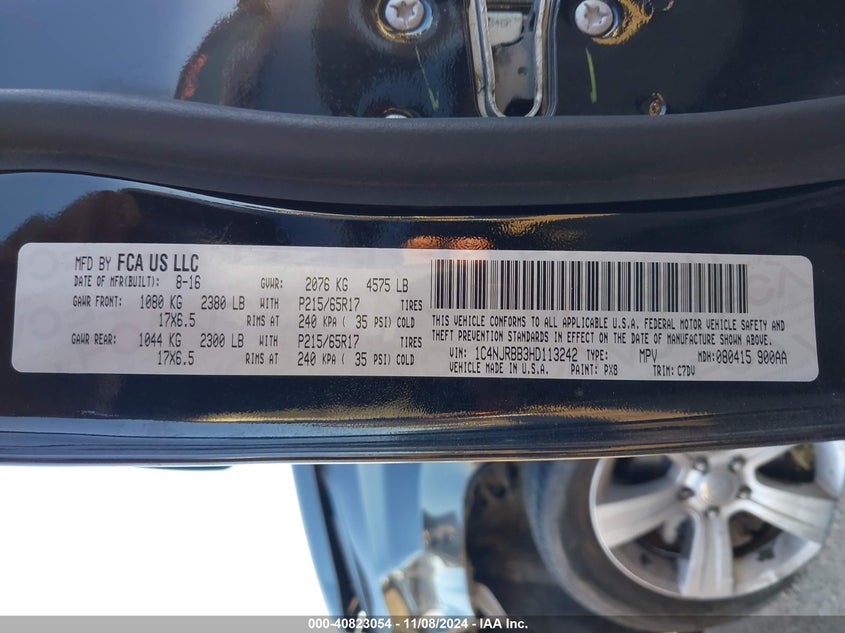 MFD BY FCA US LLC
DATE OF MFR(BUILT): 8-16 GVWR: 2076 KG 4575 LB
GAWR FRONT: 1080 KG 2380 LB WITH P215/65R17 TIRES
17X6.5 RIMS AT 240 KPA ( 35 PSI) COLD
GAWR REAR: 1044 KG 2300 LB WITH P215/65R17 TIRES
17X6.5 RIMS AT 240 KPA ( 35 PSI) COLD
THIS VEHICLE CONFORMS TO ALL APPLICABLE U.S.A. FEDERAL MOTOR VEHICLE SAFETY, BUMPER, AND
THEFT PREVENTION STANDARDS IN EFFECT ON THE DATE OF MANUFACTURE SHOWN ABOVE.
VIN: 1C4NJRBB3HD113242 TYPE: MPV MDH: 080415 900AA
VEHICLE MADE IN U.S.A. PAINT: PX8 TRIM: C7DV
000-40823054 - 11/08/2024 - IAA Inc.